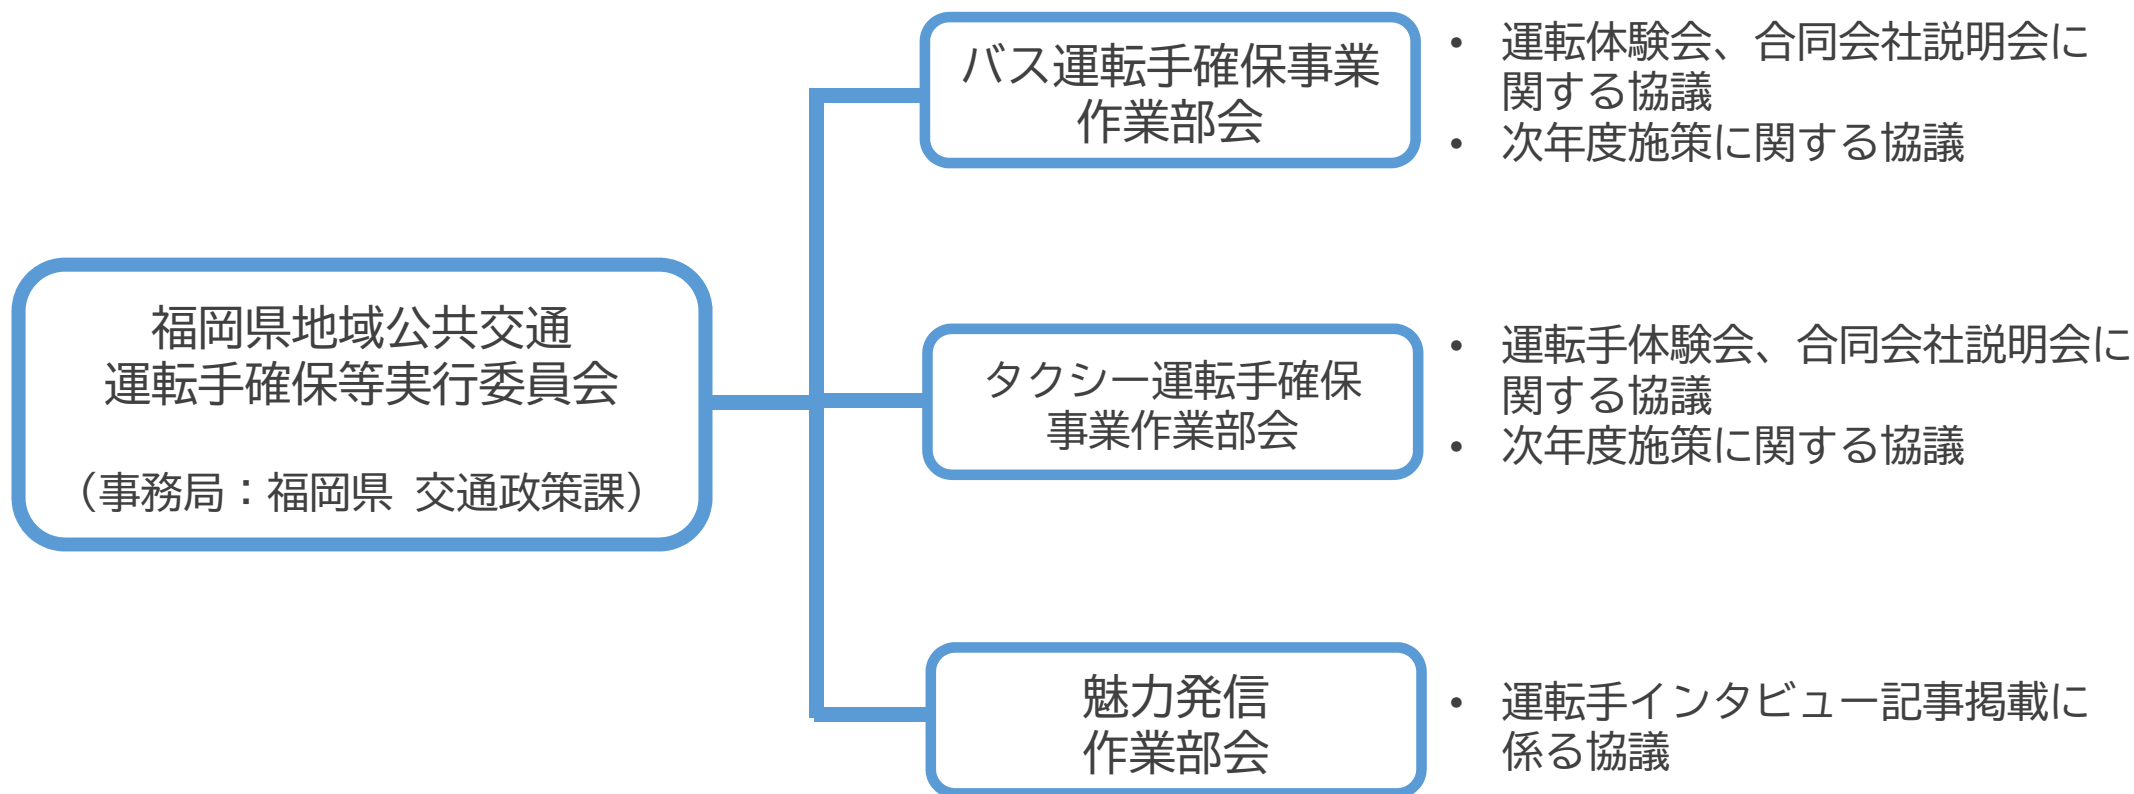 福岡県地域公共交通
運転手確保等実行委員会
（事務局：福岡県 交通政策課）
バス運転手確保事業
作業部会
• 運転体験会、合同会社説明会に
関する協議
• 次年度施策に関する協議
タクシー運転手確保
事業作業部会
• 運転手体験会、合同会社説明会に
関する協議
• 次年度施策に関する協議
魅力発信
作業部会
• 運転手インタビュー記事掲載に
係る協議